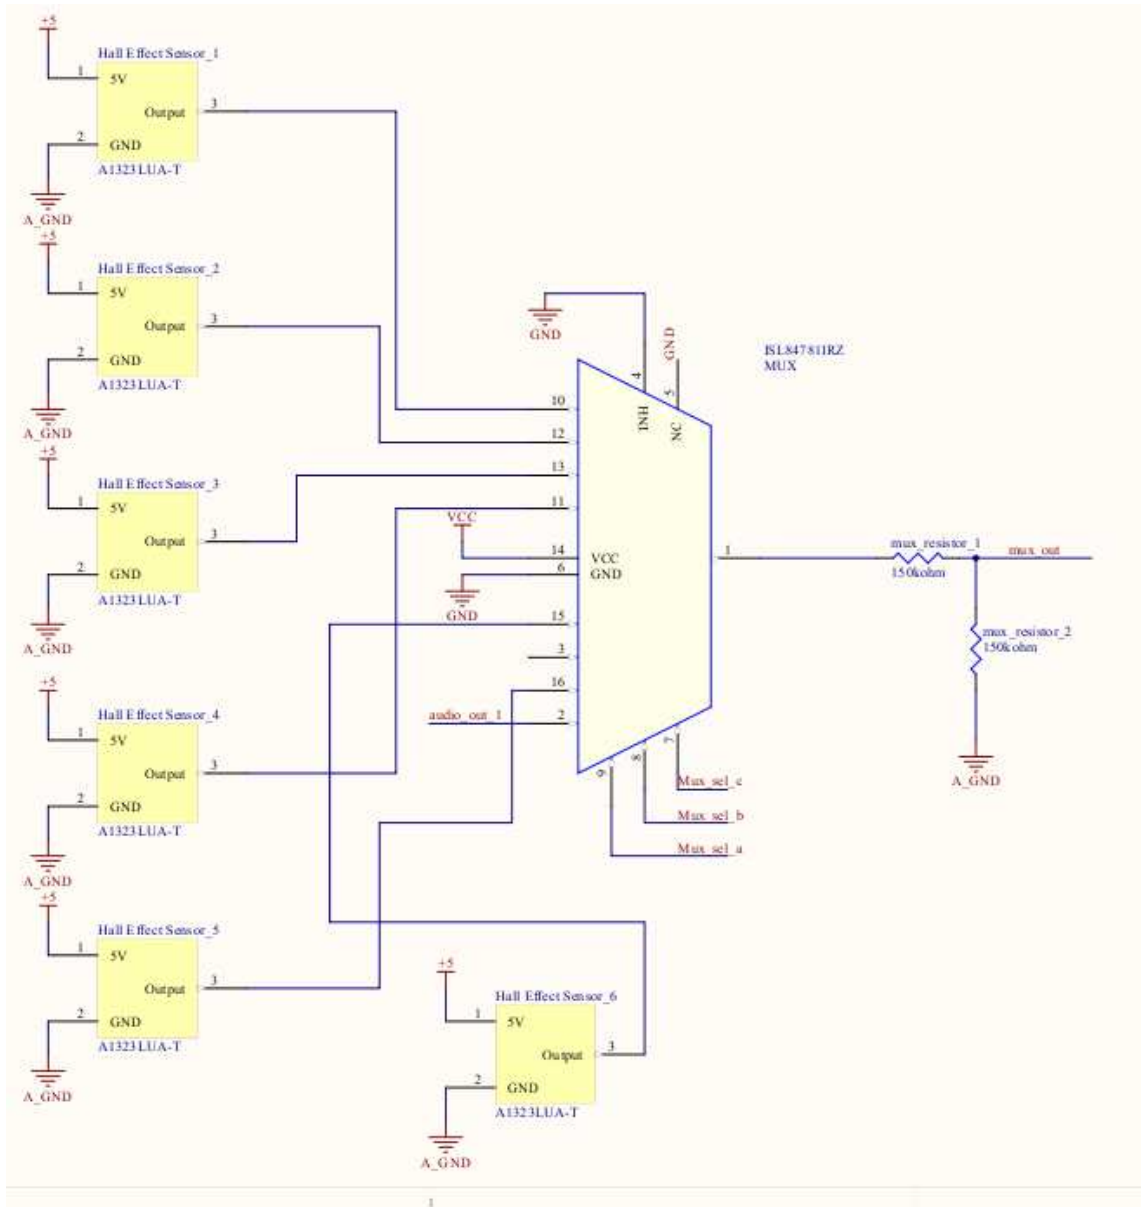 +5
Hall Effect Sensor_1
1
5V
Output
3
2
GND
A1323LUA-T
A_GND
+5
Hall Effect Sensor_2
1
5V
Output
3
2
GND
A1323LUA-T
A_GND
+5
Hall Effect Sensor_3
1
5V
Output
3
2
GND
A1323LUA-T
A_GND
+5
Hall Effect Sensor_4
1
5V
Output
3
2
GND
A1323LUA-T
A_GND
+5
Hall Effect Sensor_5
1
5V
Output
3
2
GND
A1323LUA-T
A_GND
+5
Hall Effect Sensor_6
1
5V
Output
3
2
GND
A1323LUA-T
A_GND
GND
GND
4
5
INH
NC
ISL84781IRZ
MUX
10
12
13
11
VCC
14
VCC
6
GND
GND
15
3
16
audio_out_1
2
9
8
7
Mux_sel_c
Mux_sel_b
Mux_sel_a
1
mux_resistor_1
150kohm
mux_out
mux_resistor_2
150kohm
A_GND
1